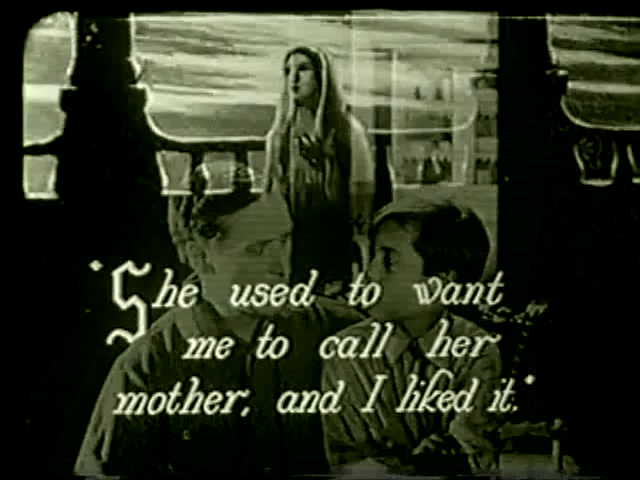 "She used to want
me to call her
mother, and I liked it."